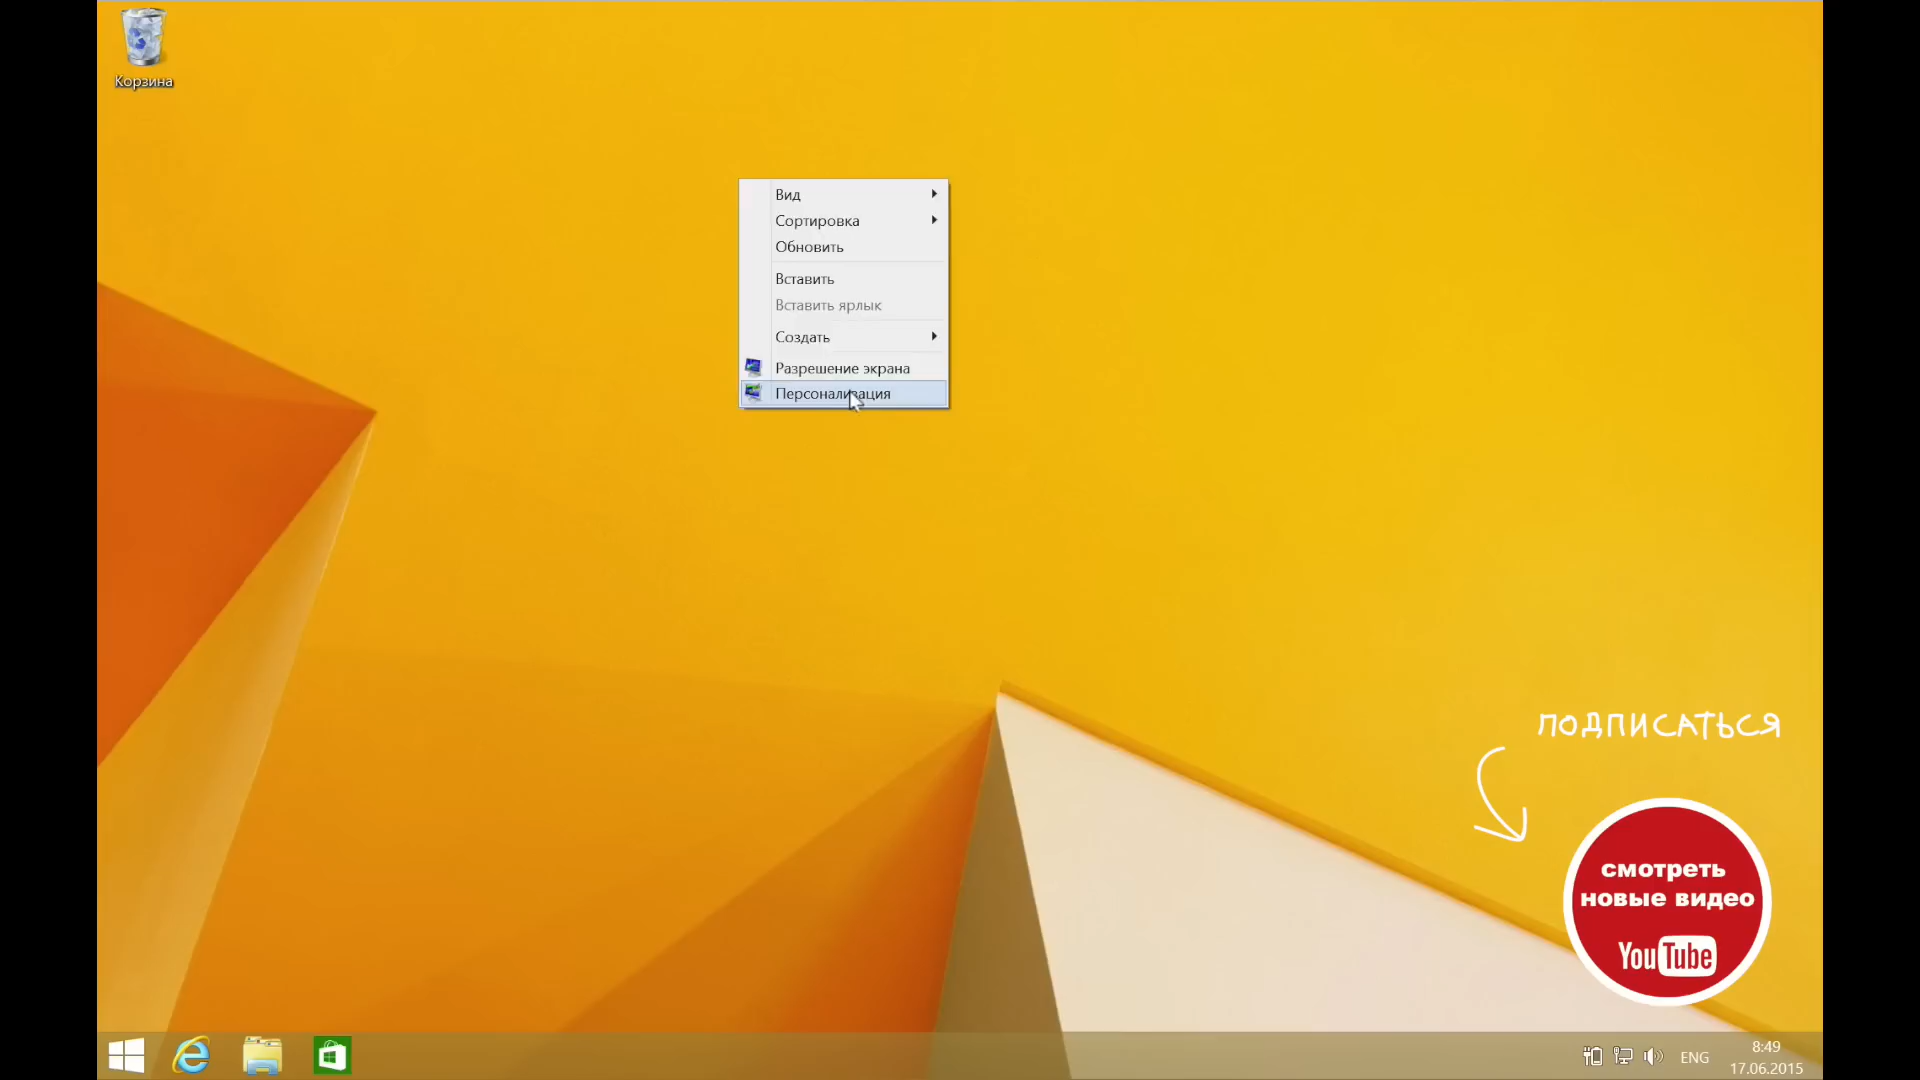 Корзина
Вид
Сортировка
Обновить
Вставить
Вставить ярлык
Создать
Разрешение экрана
Персонализация
ПОДПИСАТЬСЯ
смотреть
новые видео
YouTube
ENG
8:49
17.06.2015